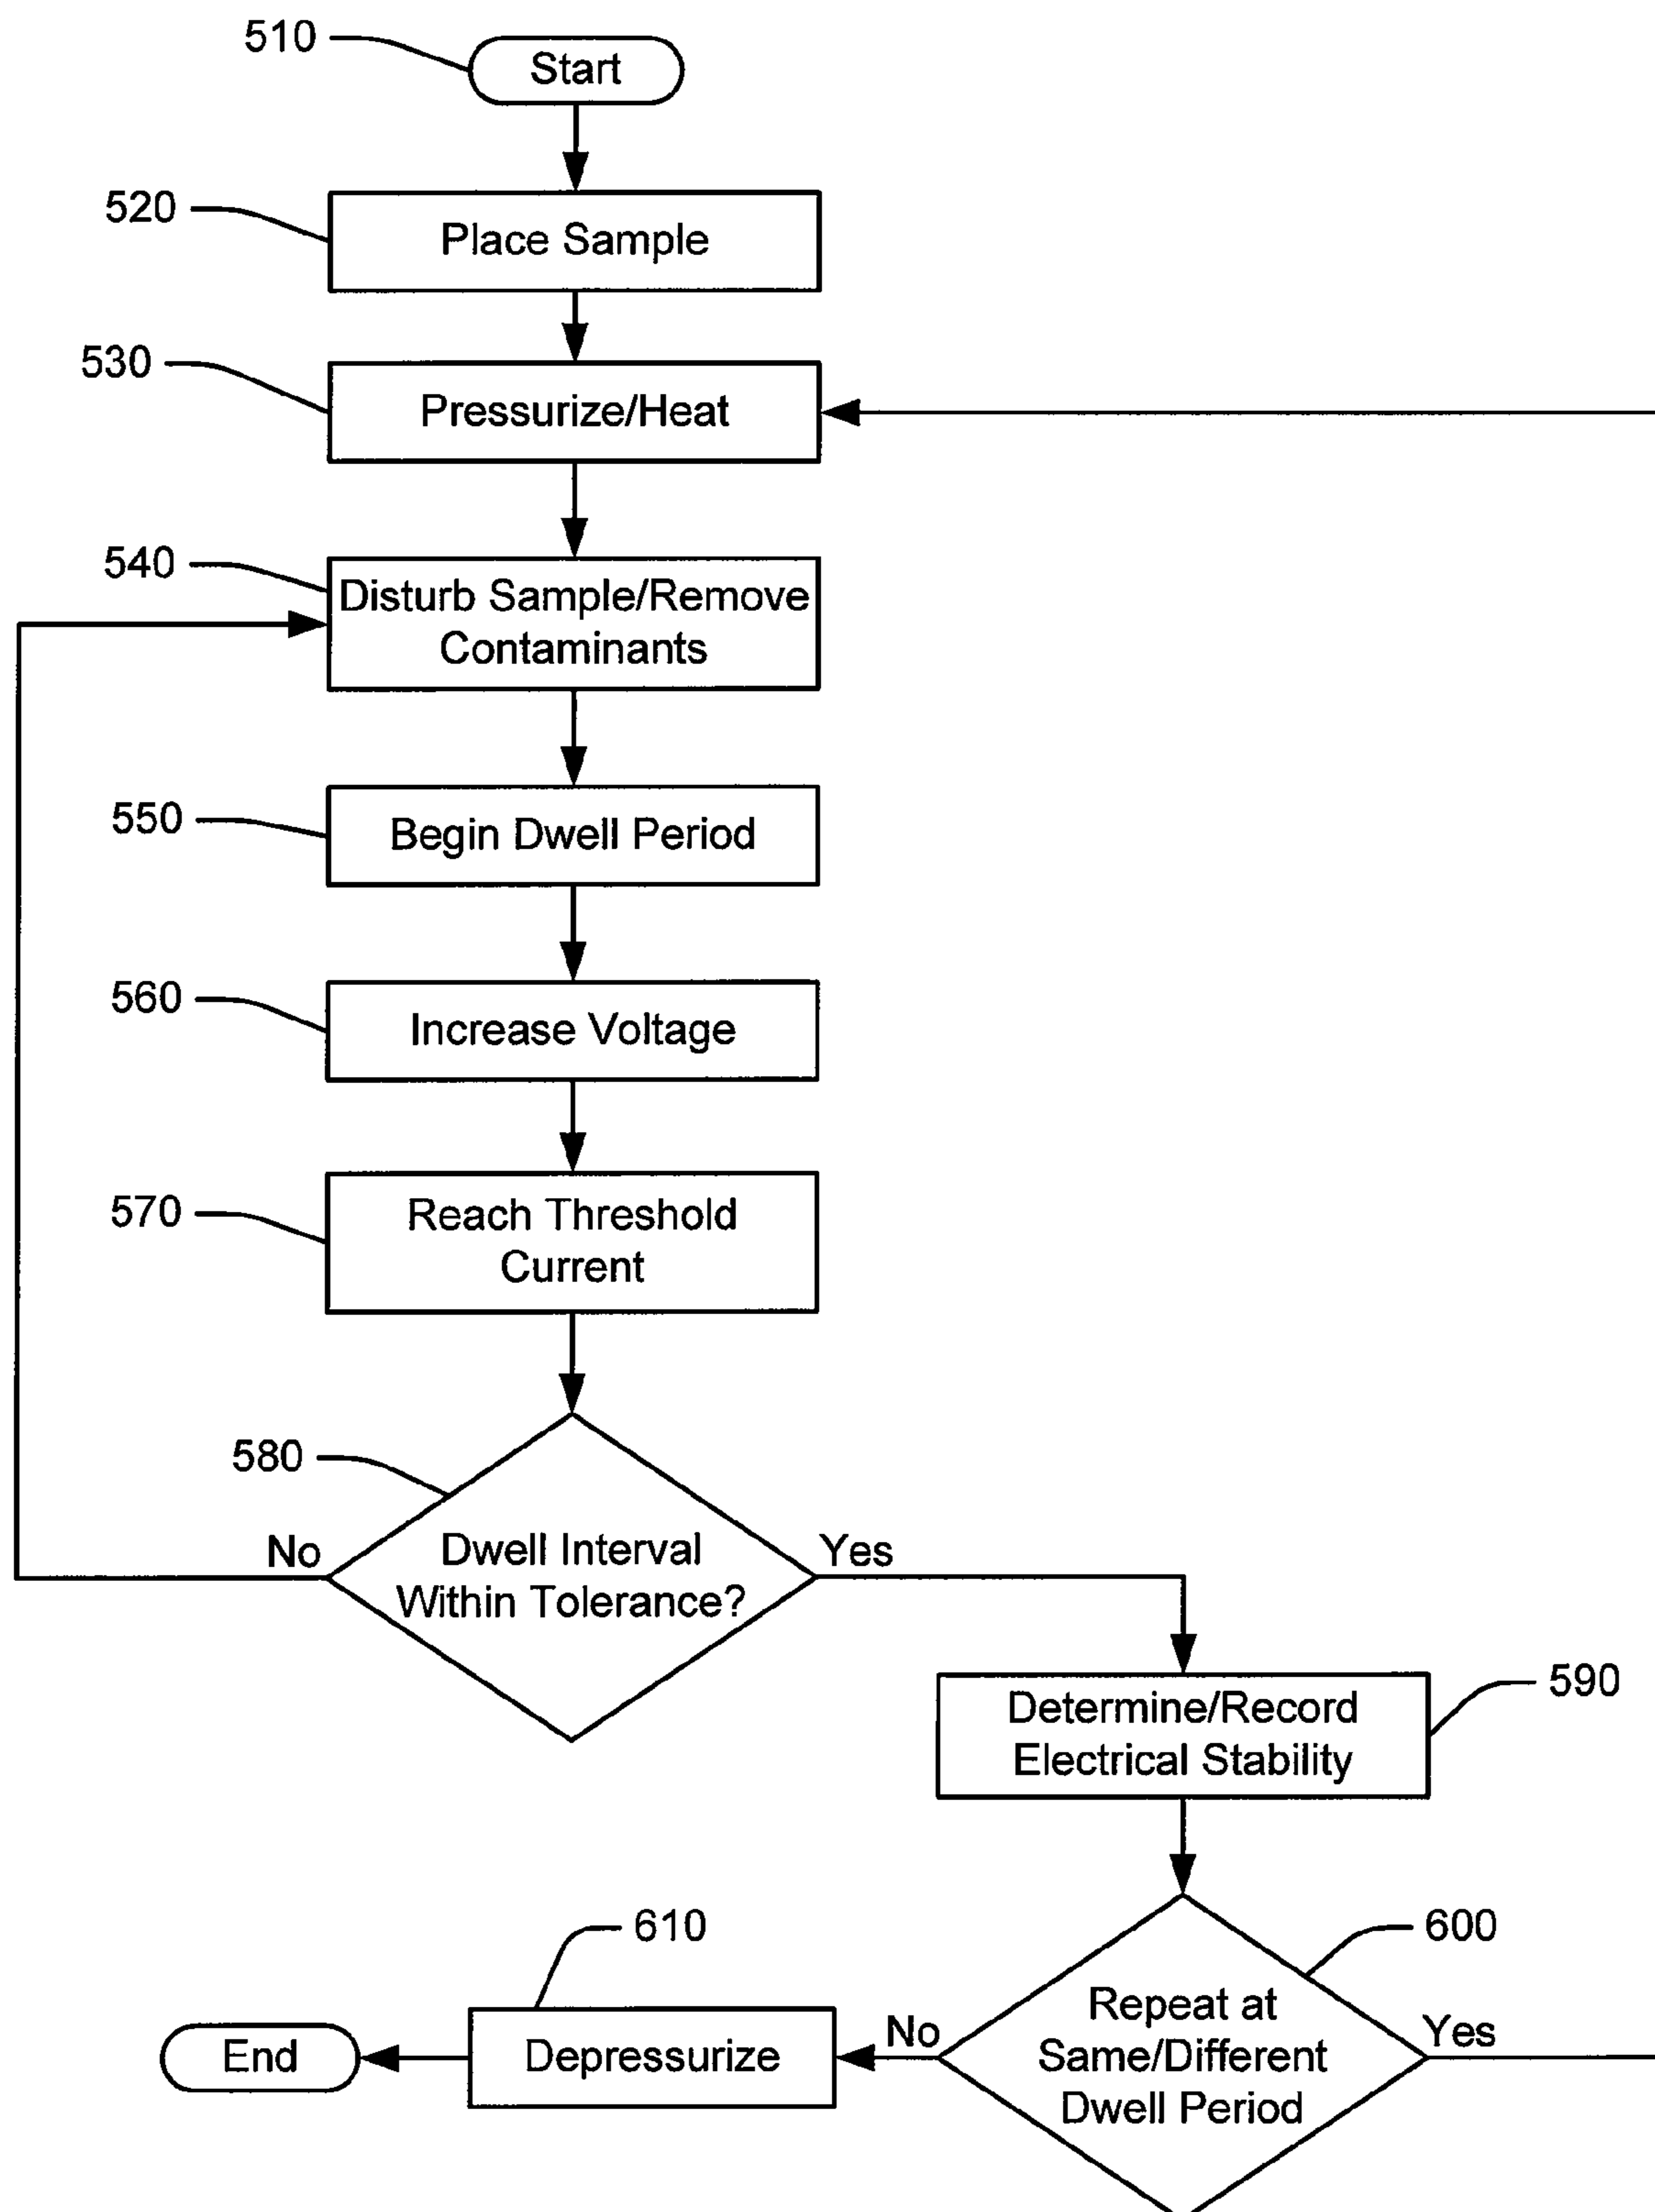 510
Start
520
Place Sample
530
Pressurize/Heat
540
Disturb Sample/Remove
Contaminants
550
Begin Dwell Period
560
Increase Voltage
570
Reach Threshold
Current
580
No
Dwell Interval
Within Tolerance?
Yes
590
Determine/Record
Electrical Stability
610
600
End
Depressurize
No
Repeat at
Same/Different
Dwell Period
Yes